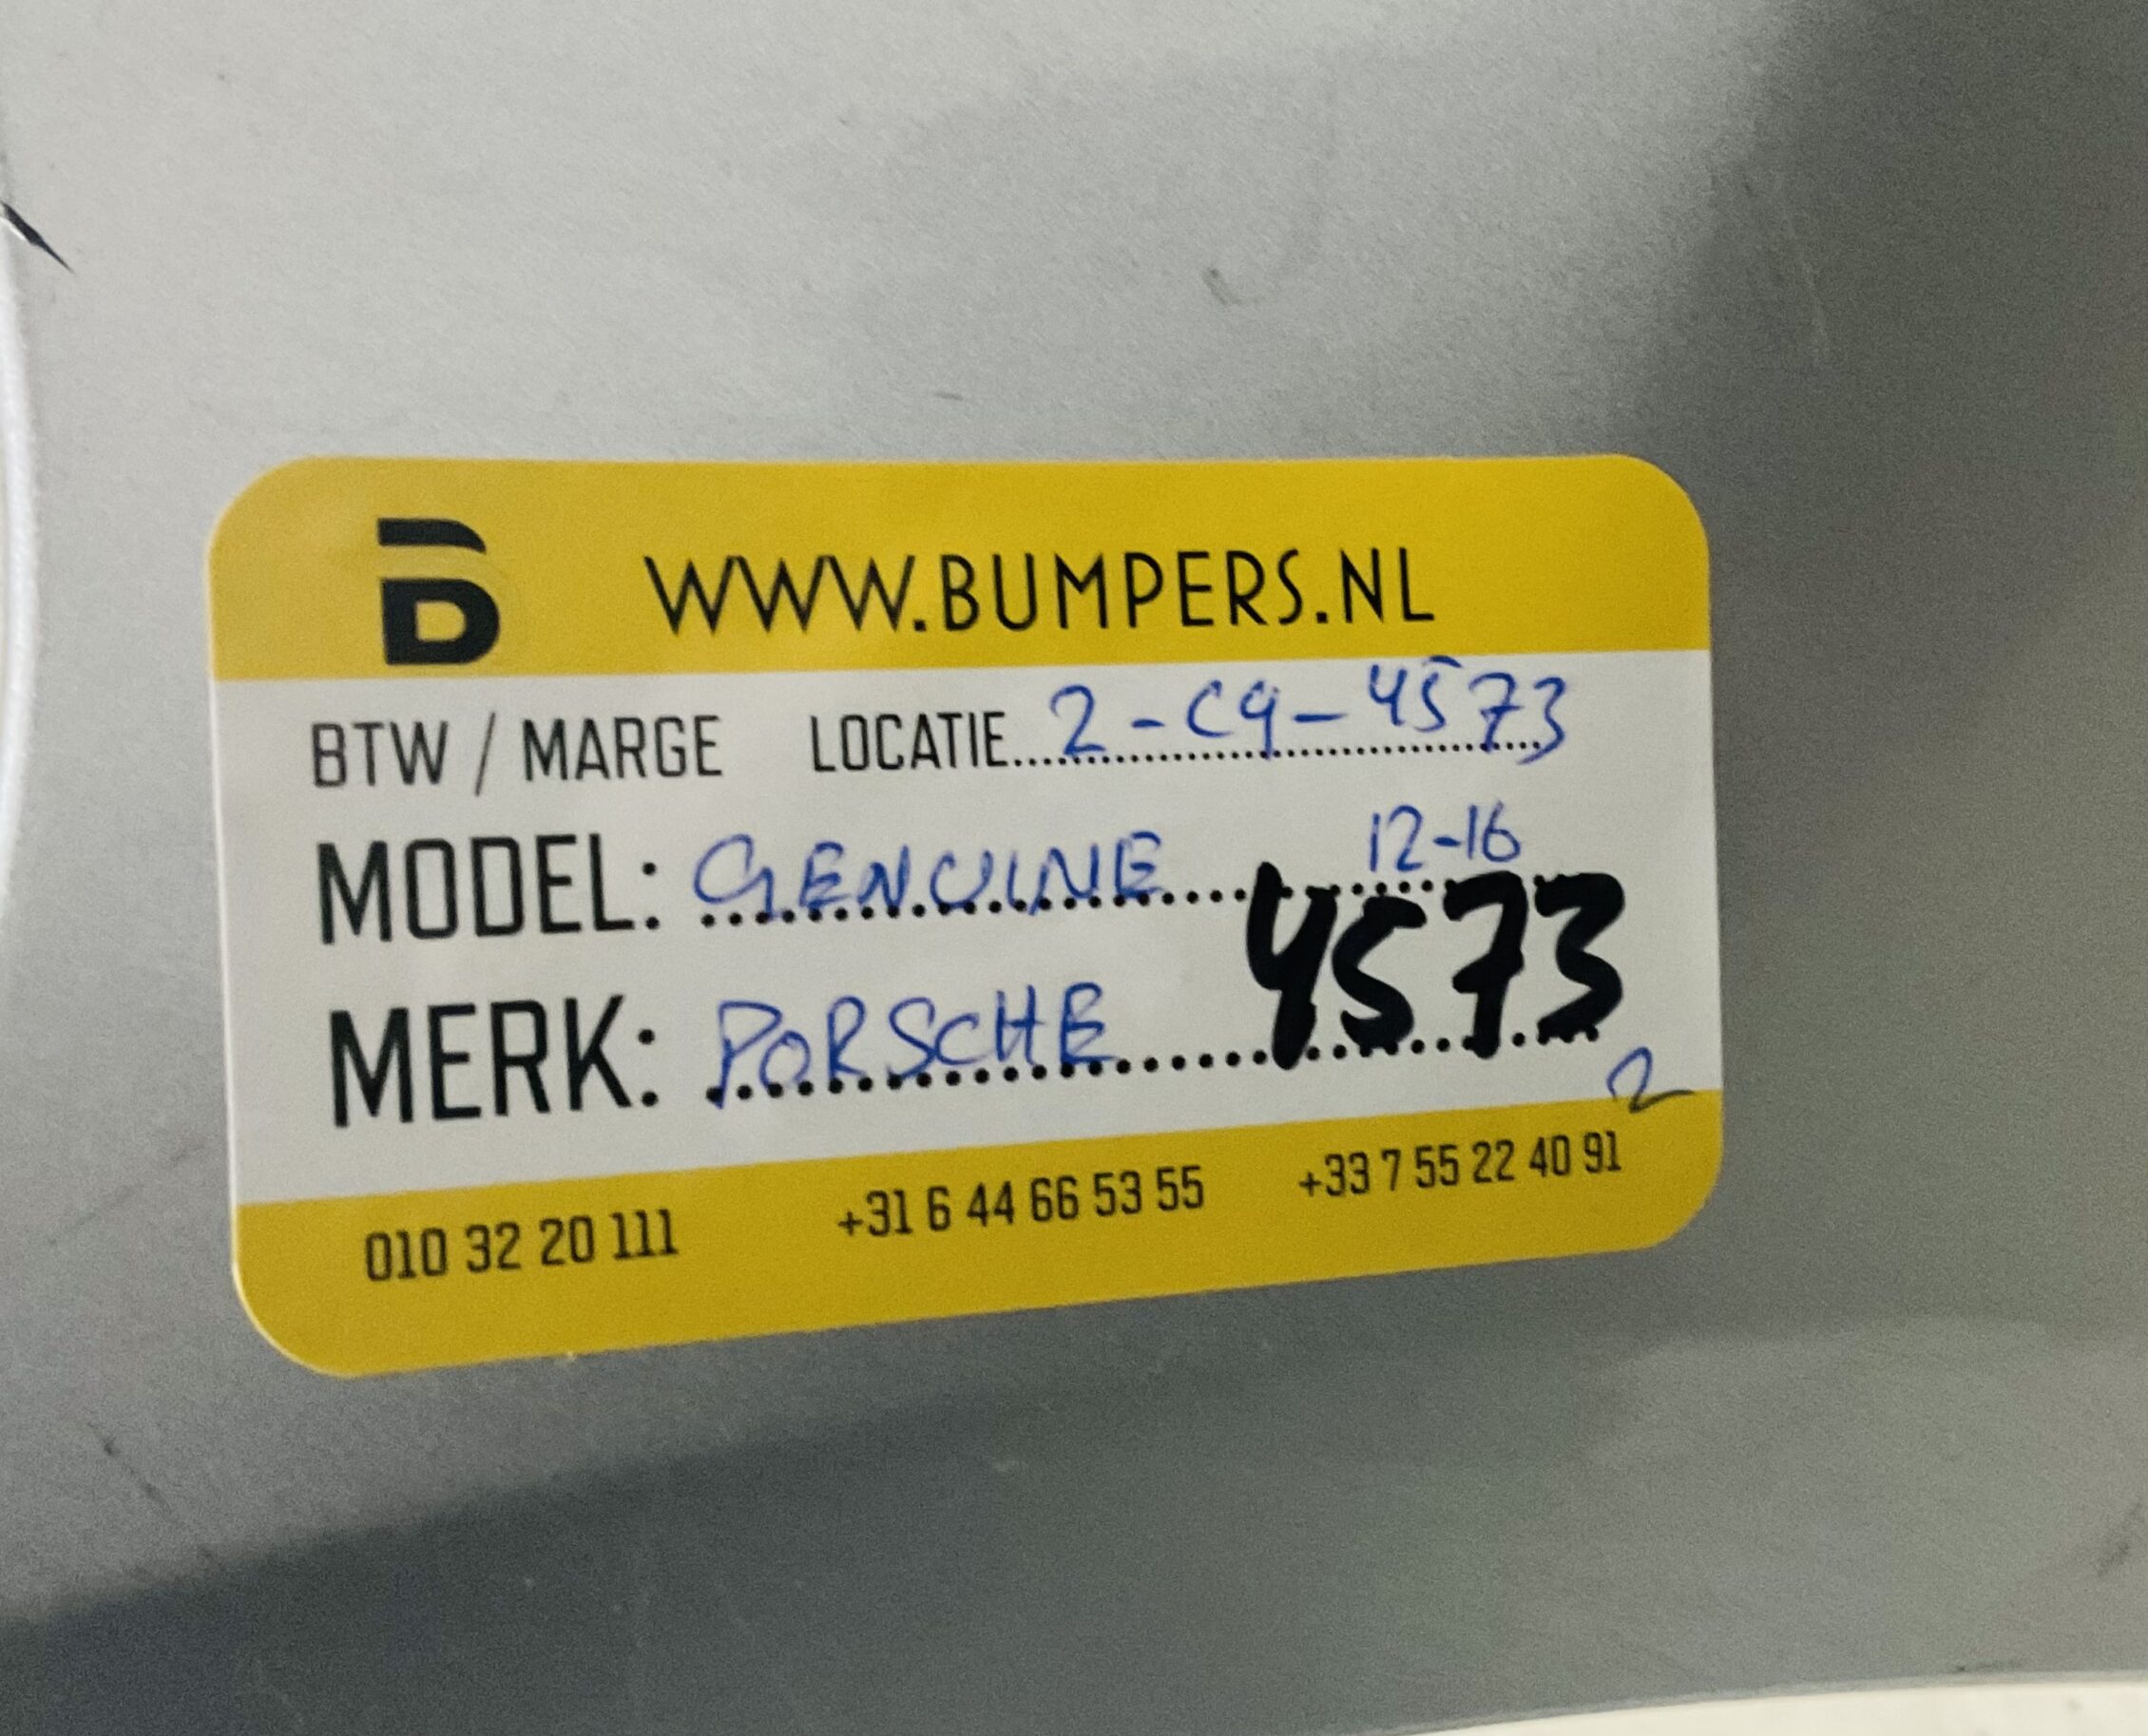 B WWW.BUMPERS.NL
BTW / MARGE LOCATIE 2-C9-4573
MODEL: GENUINE 12-16
4573
MERK: PORSCHE
2
010 32 20 111 +31 6 44 66 53 55 +33 7 55 22 40 91